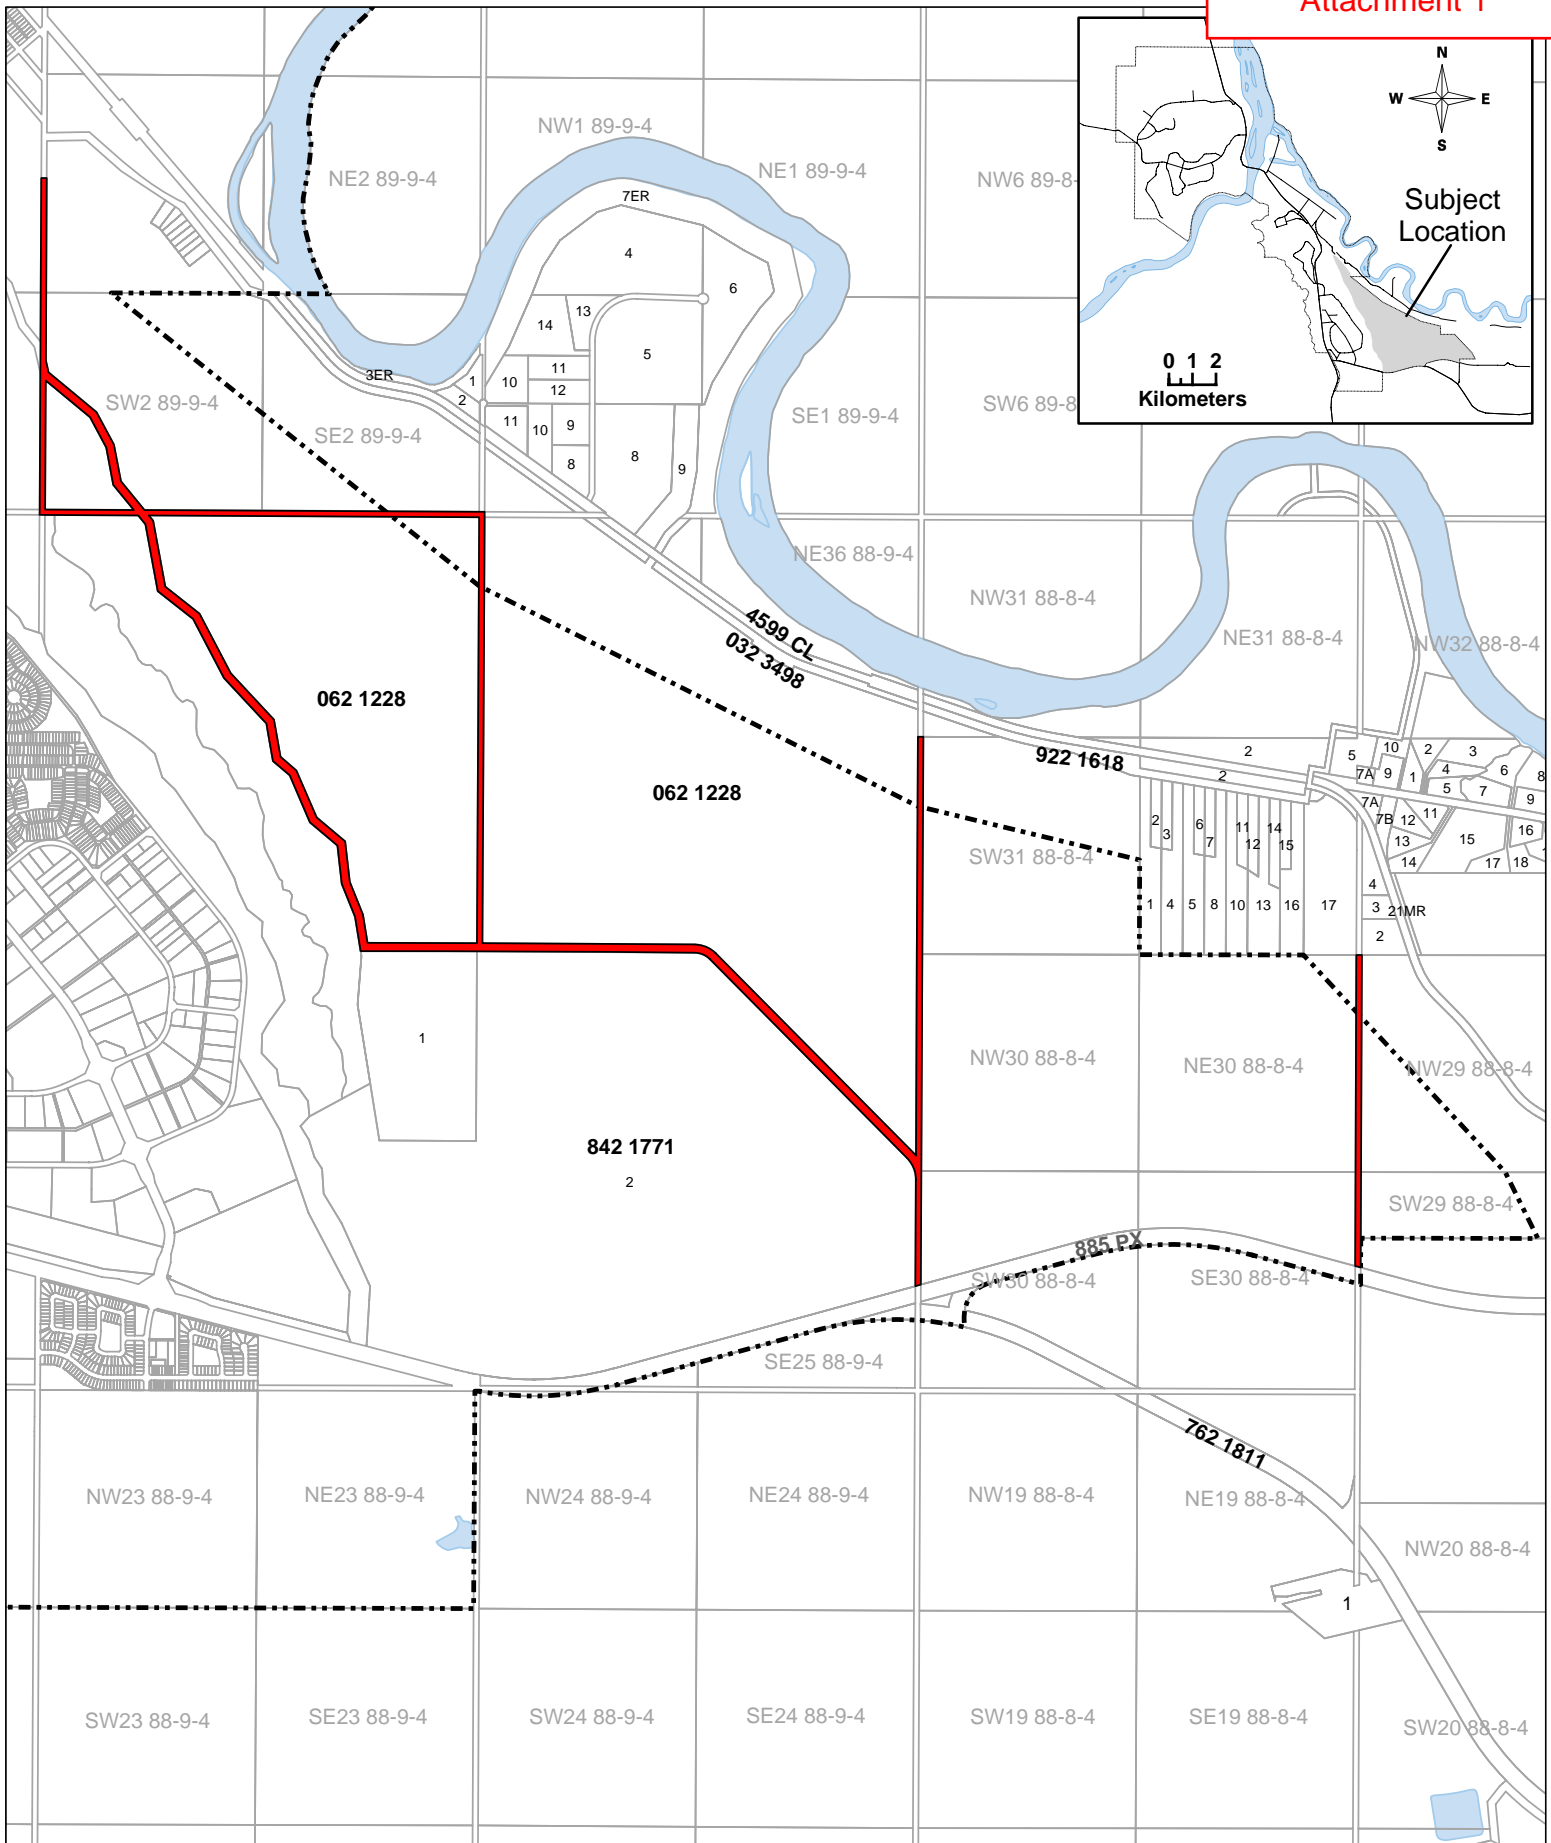 Attachment 1
N
W
E
S
Subject
Location
0 1 2
Kilometers
NW1 89-9-4
NE2 89-9-4
NE1 89-9-4
NW6 89-8-
7ER
4
6
13
14
5
3ER
1
2
10
11
12
SW2 89-9-4
SE2 89-9-4
11
10
9
8
8
9
SE1 89-9-4
SW6 89-8
NE36 88-9-4
NW31 88-8-4
NE31 88-8-4
NW32 88-8-4
4599 CL
032 3498
062 1228
062 1228
922 1618
2
2
5
10
7A
9
1
2
3
4
5
6
7
8
9
7A
7B
12
11
13
14
15
16
17
18
2
3
6
7
11
12
14
15
1
4
5
8
10
13
16
17
4
3
21MR
2
SW31 88-8-4
1
NW30 88-8-4
NE30 88-8-4
NW29 88-8-4
842 1771
2
SW29 88-8-4
885 PX
SW30 88-8-4
SE30 88-8-4
SE25 88-9-4
762 1811
NW23 88-9-4
NE23 88-9-4
NW24 88-9-4
NE24 88-9-4
NW19 88-8-4
NE19 88-8-4
NW20 88-8-4
1
SW23 88-9-4
SE23 88-9-4
SW24 88-9-4
SE24 88-9-4
SW19 88-8-4
SE19 88-8-4
SW20 88-8-4